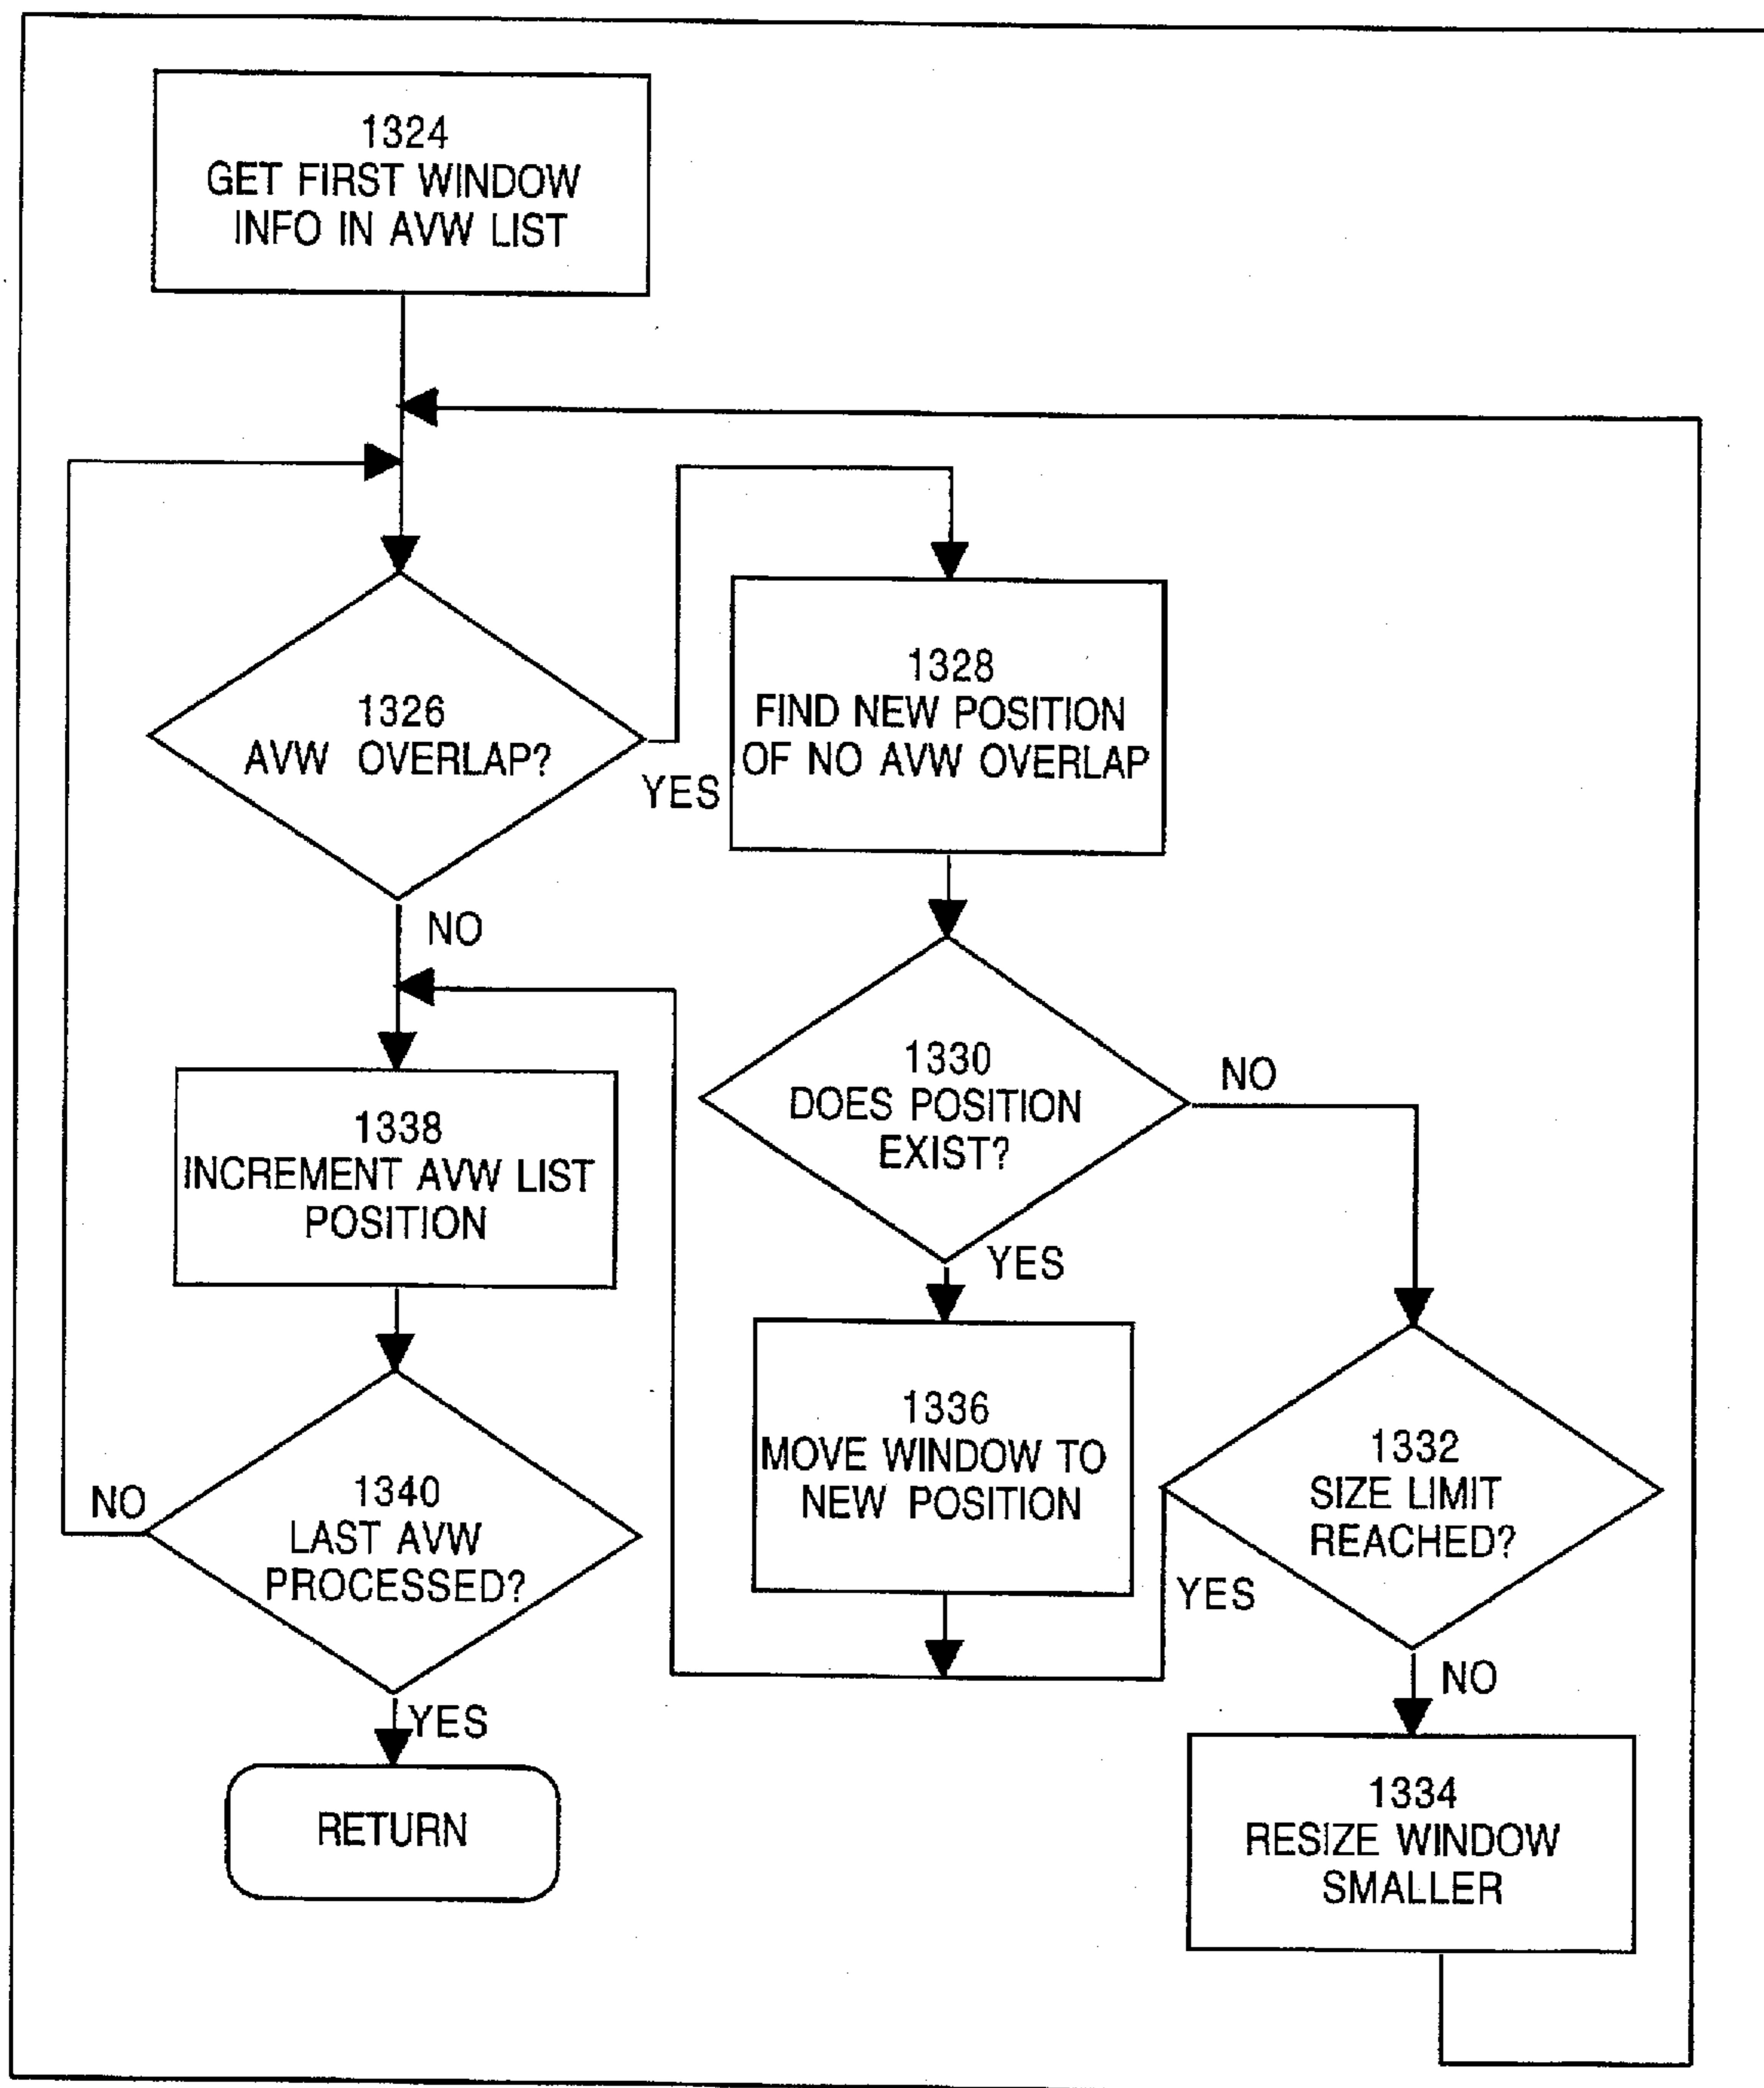 1324
GET FIRST WINDOW
INFO IN AVW LIST
1326
AVW OVERLAP?
YES
NO
1328
FIND NEW POSITION
OF NO AVW OVERLAP
1330
DOES POSITION
EXIST?
NO
YES
1338
INCREMENT AVW LIST
POSITION
1336
MOVE WINDOW TO
NEW POSITION
1332
SIZE LIMIT
REACHED?
YES
NO
1340
LAST AVW
PROCESSED?
NO
YES
RETURN
1334
RESIZE WINDOW
SMALLER